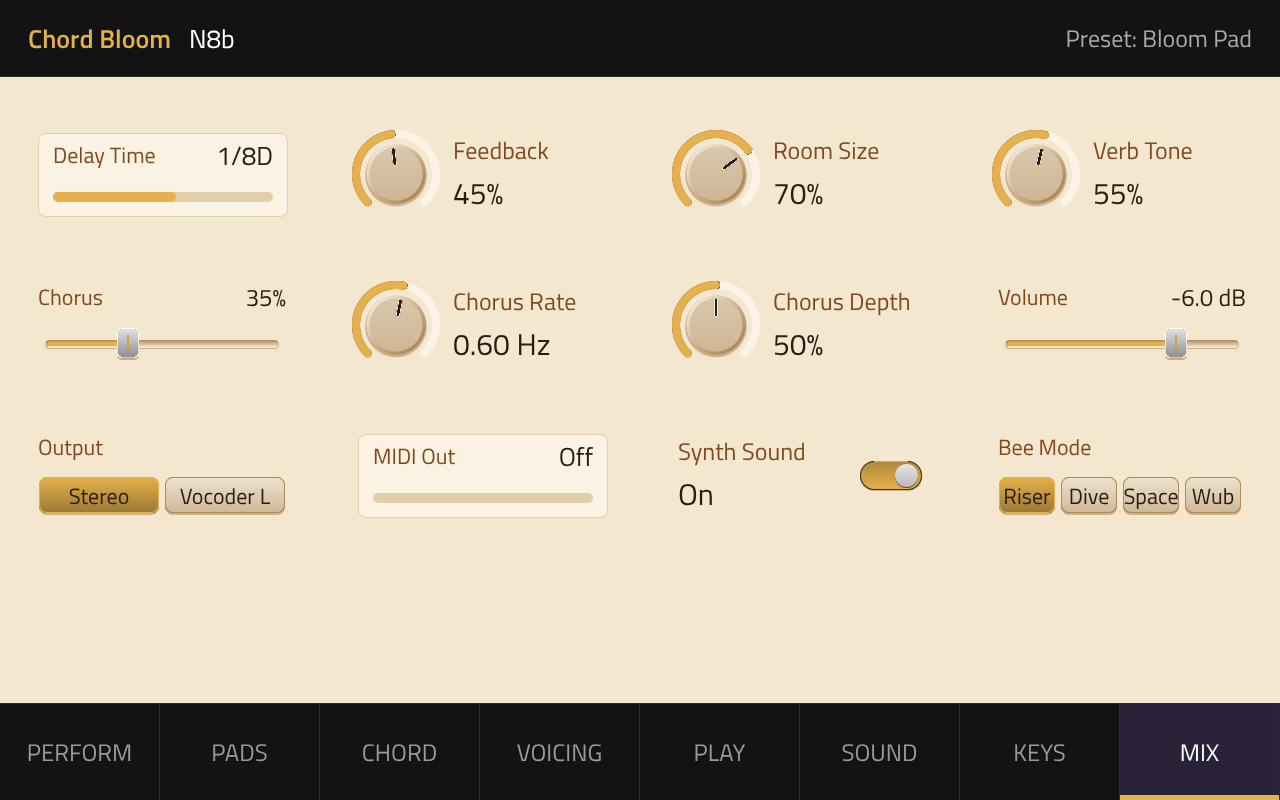 Chord Bloom N8b
Preset: Bloom Pad
Delay Time 1/8D
Feedback
45%
Room Size
70%
Verb Tone
55%
Chorus 35%
Chorus Rate
0.60 Hz
Chorus Depth
50%
Volume -6.0 dB
Output
Stereo Vocoder L
MIDI Out Off
Synth Sound
On
Bee Mode
Riser Dive Space Wub
PERFORM PADS CHORD VOICING PLAY SOUND KEYS MIX